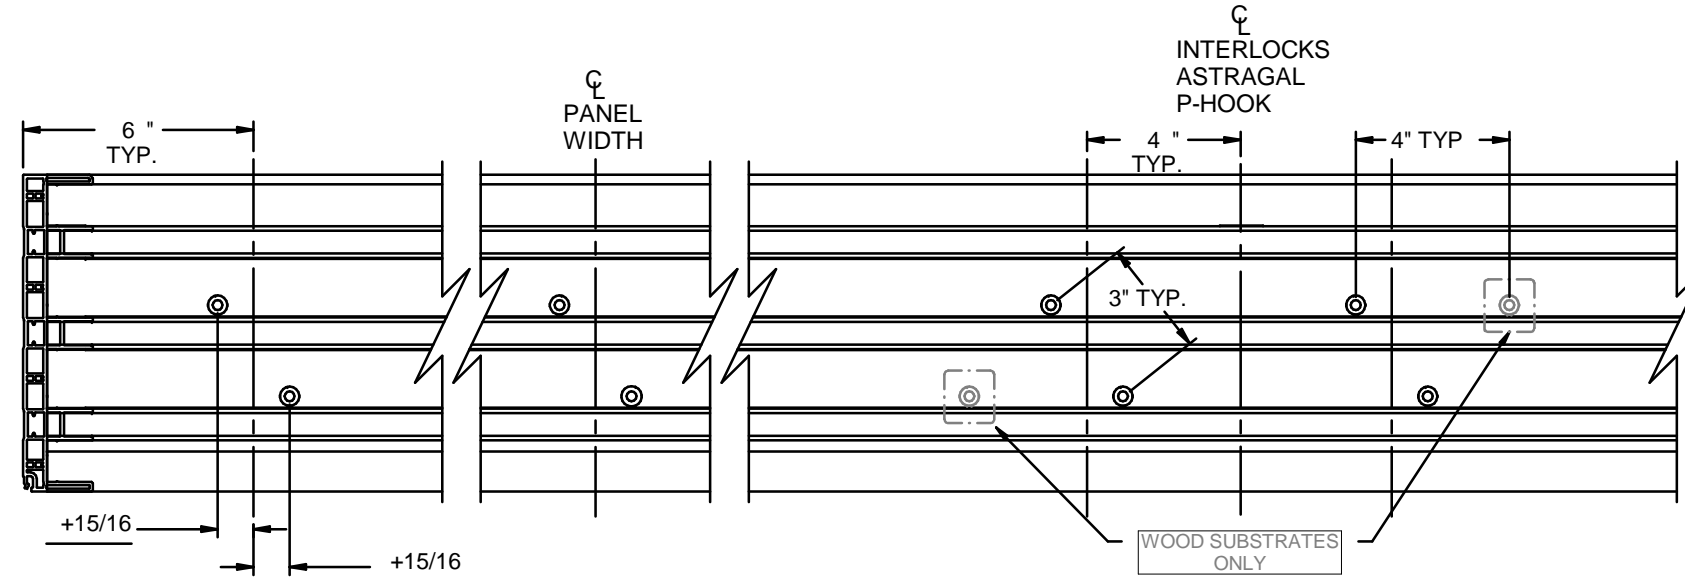 ℄
INTERLOCKS
ASTRAGAL
P-HOOK
℄
PANEL
WIDTH
6 "
TYP.
4 "
TYP.
4" TYP
3" TYP.
+15/16
+15/16
WOOD SUBSTRATES
ONLY